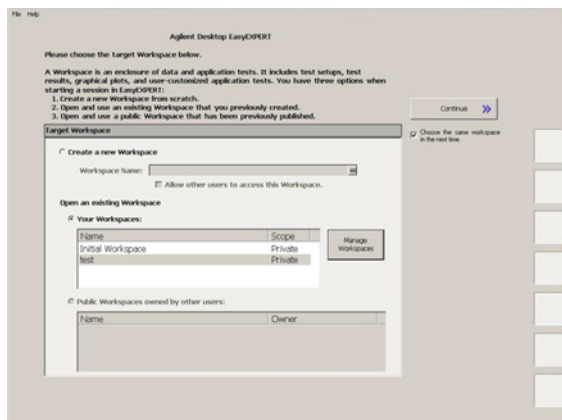 File Help
Agilent Desktop EasyEXPERT
Please choose the target Workspace below.
A Workspace is an enclosure of data and application tests. It includes test setups, test
results, graphical plots, and user-customized application tests. You have three options when
starting a session in EasyEXPERT:
1. Create a new Workspace from scratch.
2. Open and use an existing Workspace that you previously created.
3. Open and use a public Workspace that has been previously published.
Continue
Choose the same workspace
in the next time.
Target Workspace
Create a new Workspace
Workspace Name:
Allow other users to access this Workspace.
Open an existing Workspace
Your Workspaces:
Name Scope
Initial Workspace Private
test Private
Manage
Workspaces
Public Workspaces owned by other users:
Name Owner